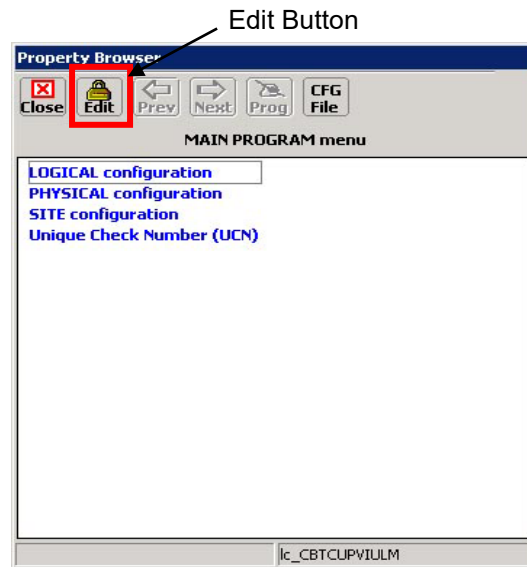 Edit Button
Property Browser
Close Edit Prev Next Prog CFG File
MAIN PROGRAM menu
LOGICAL configuration
PHYSICAL configuration
SITE configuration
Unique Check Number (UCN)
lc_CBTCUPVIULM